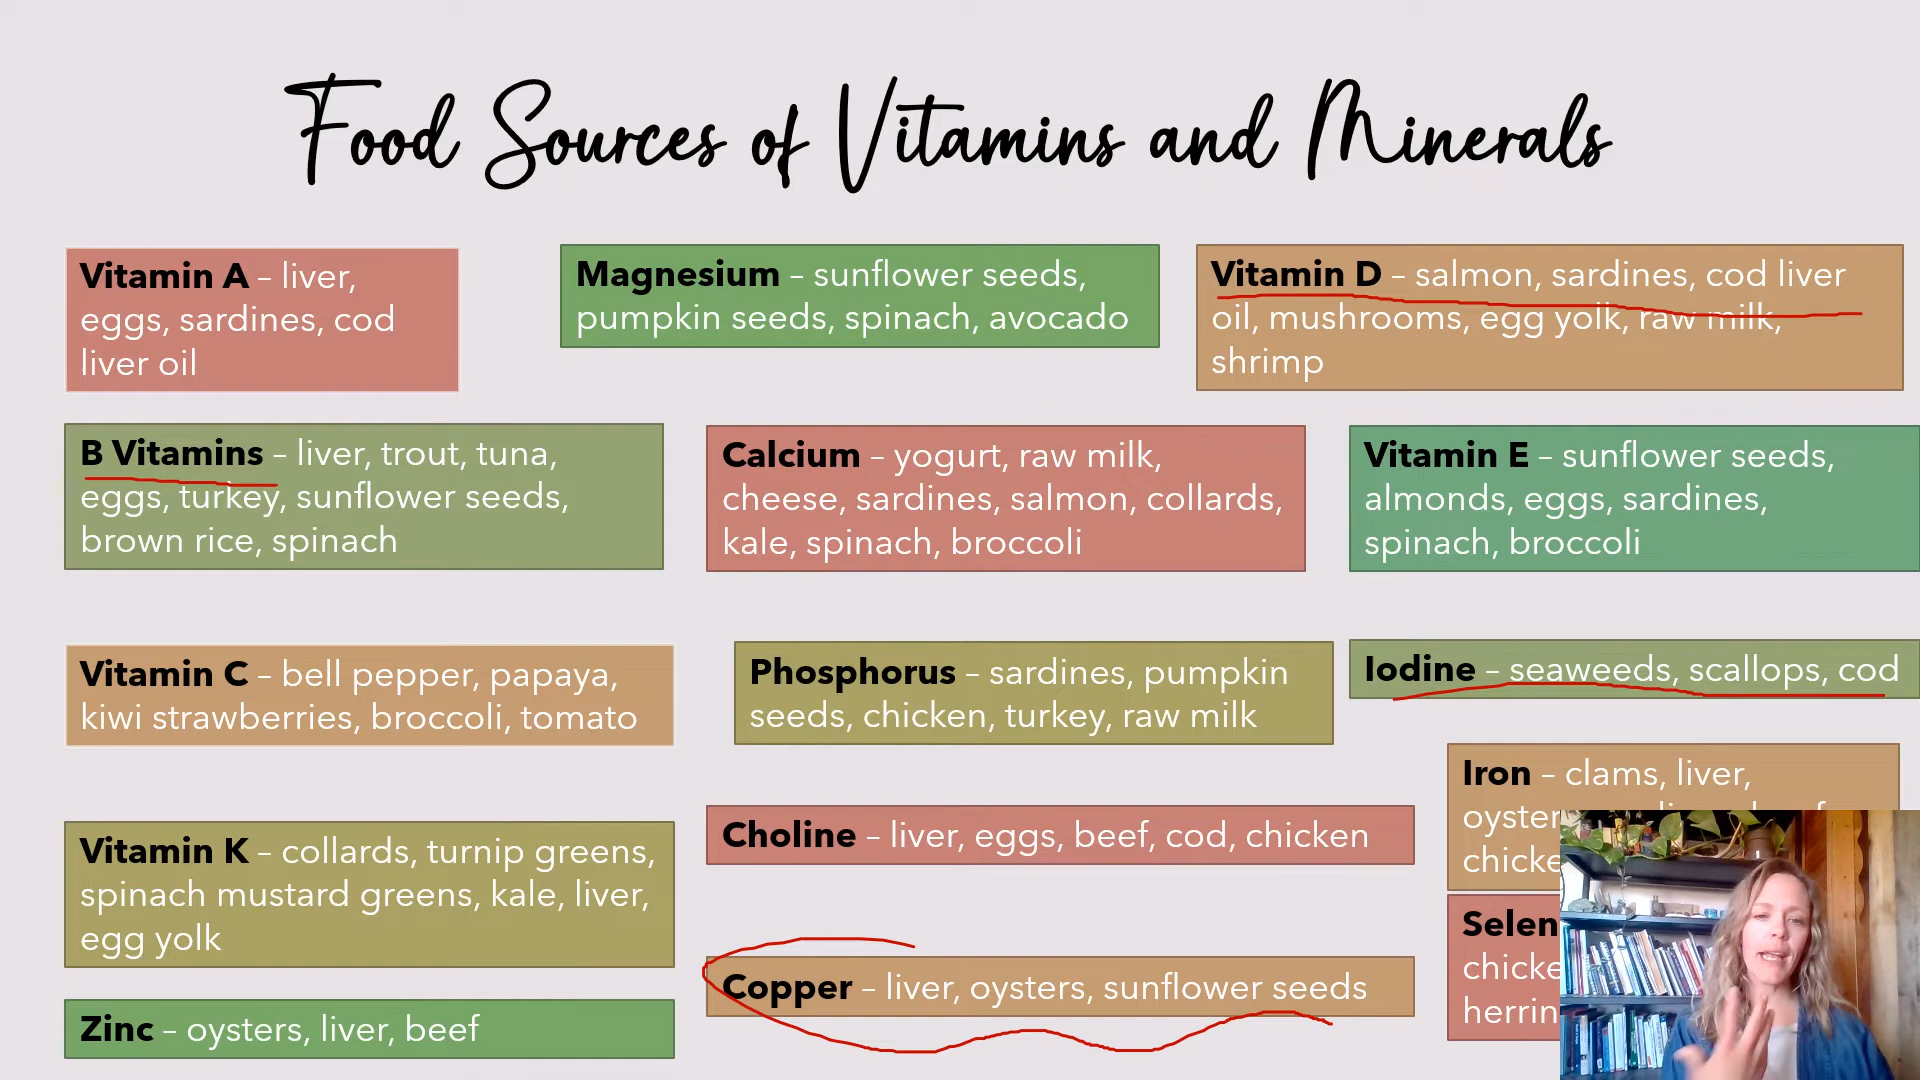 Food Sources of Vitamins and Minerals
Vitamin A – liver,
eggs, sardines, cod
liver oil
Magnesium – sunflower seeds,
pumpkin seeds, spinach, avocado
Vitamin D – salmon, sardines, cod liver
oil, mushrooms, egg yolk, raw milk,
shrimp
B Vitamins – liver, trout, tuna,
eggs, turkey, sunflower seeds,
brown rice, spinach
Calcium – yogurt, raw milk,
cheese, sardines, salmon, collards,
kale, spinach, broccoli
Vitamin E – sunflower seeds,
almonds, eggs, sardines,
spinach, broccoli
Vitamin C – bell pepper, papaya,
kiwi strawberries, broccoli, tomato
Phosphorus – sardines, pumpkin
seeds, chicken, turkey, raw milk
Iodine – seaweeds, scallops, cod
Iron – clams, liver,
Vitamin K – collards, turnip greens,
spinach mustard greens, kale, liver,
egg yolk
Choline – liver, eggs, beef, cod, chicken
Copper – liver, oysters, sunflower seeds
Zinc – oysters, liver, beef